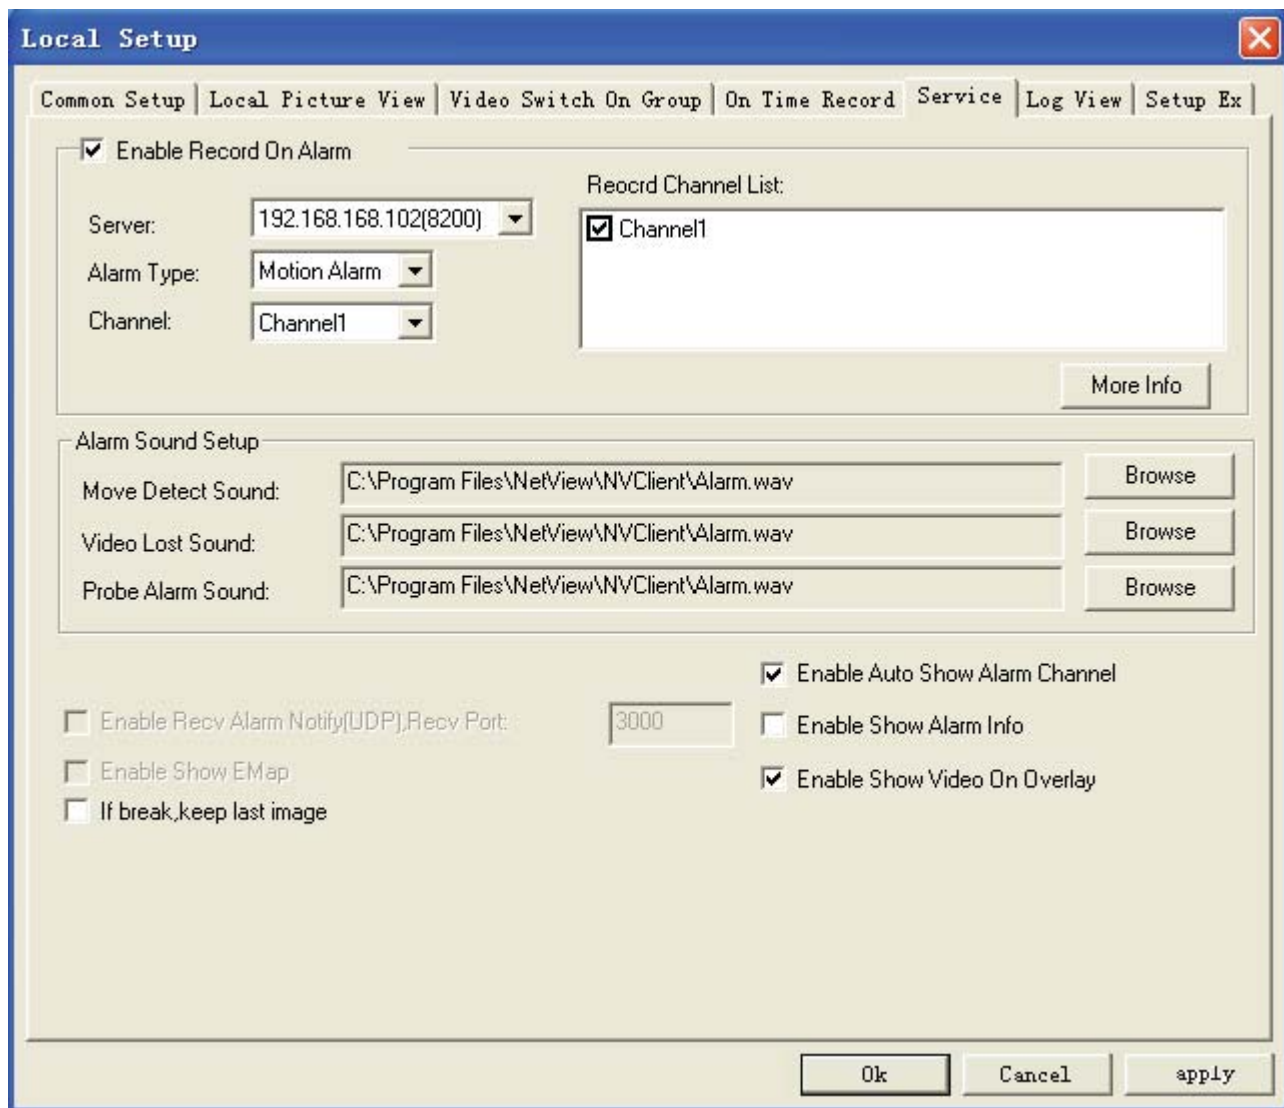 Local Setup
Common Setup Local Picture View Video Switch On Group On Time Record Service Log View Setup Ex
Enable Record On Alarm
Reocrd Channel List:
Server: 192.168.168.102(8200)
Channel1
Alarm Type: Motion Alarm
Channel: Channel1
More Info
Alarm Sound Setup
Move Detect Sound: C:\Program Files\NetView\NVClient\Alarm.wav Browse
Video Lost Sound: C:\Program Files\NetView\NVClient\Alarm.wav Browse
Probe Alarm Sound: C:\Program Files\NetView\NVClient\Alarm.wav Browse
Enable Auto Show Alarm Channel
Enable Recv Alarm Notify(UDP),Recv Port: 3000 Enable Show Alarm Info
Enable Show EMap Enable Show Video On Overlay
If break,keep last image
Ok Cancel apply